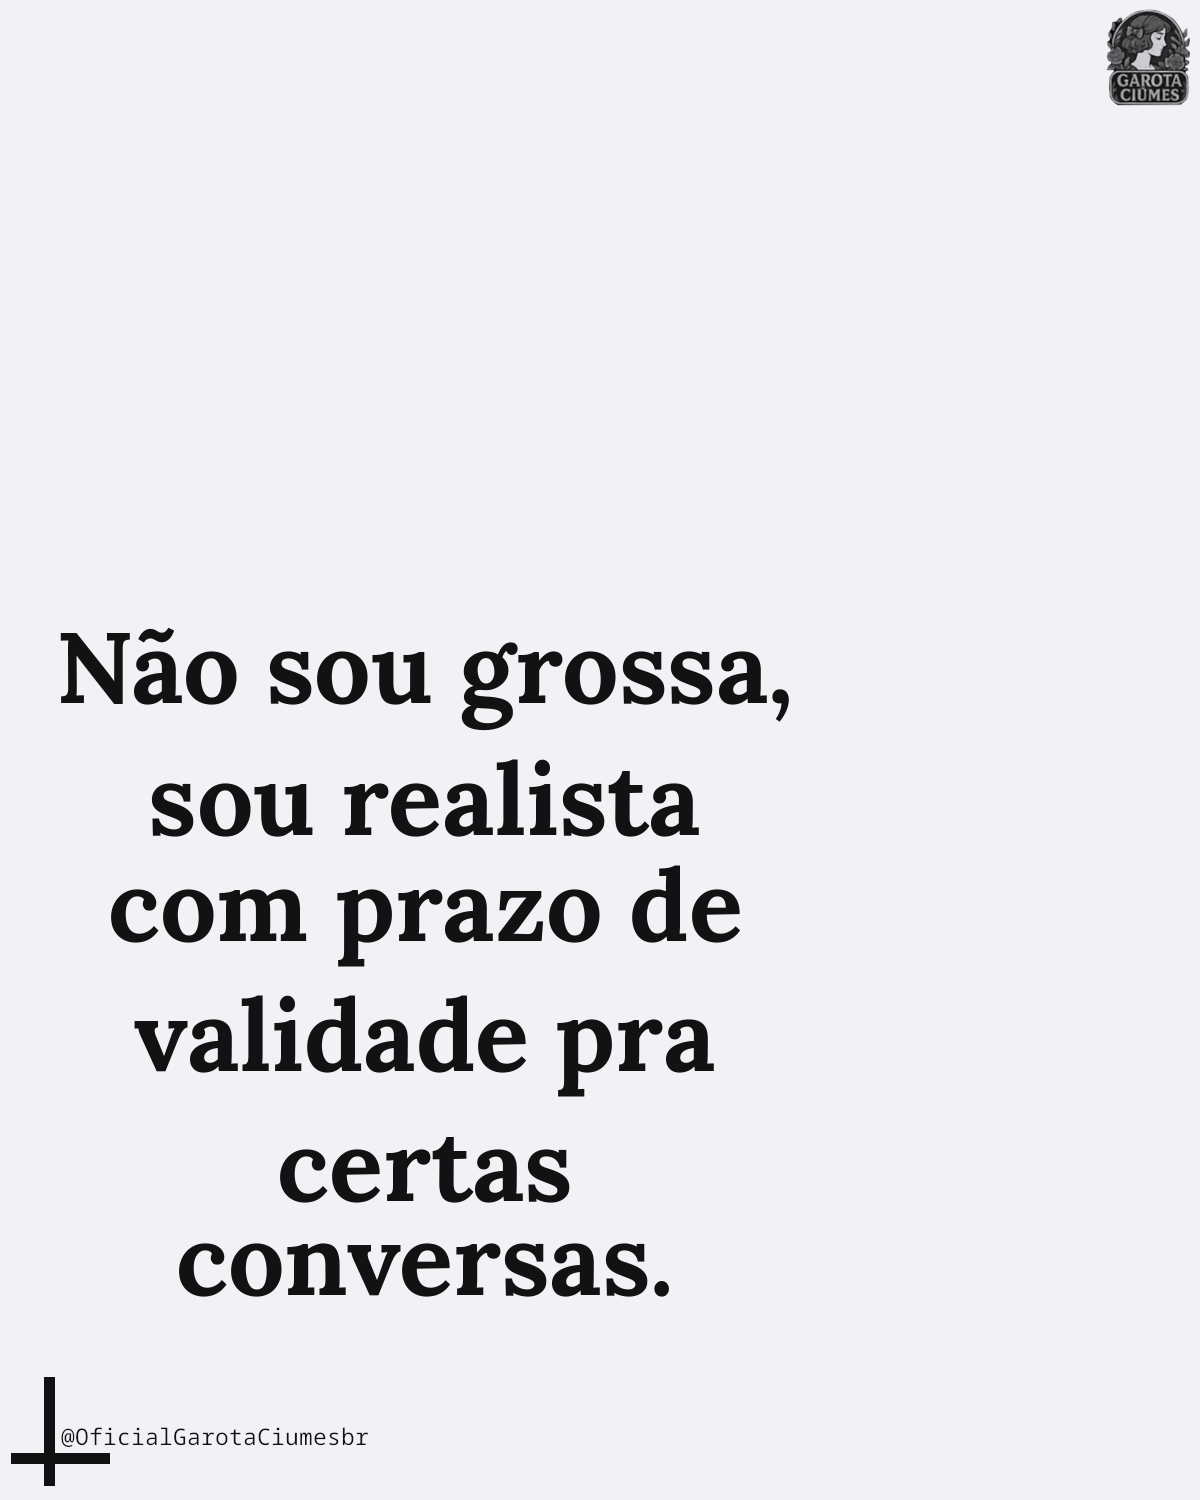 GAROTA
CIÚMES
Não sou grossa,
sou realista
com prazo de
validade pra
certas
conversas.
@OficialGarotaCiumesbr